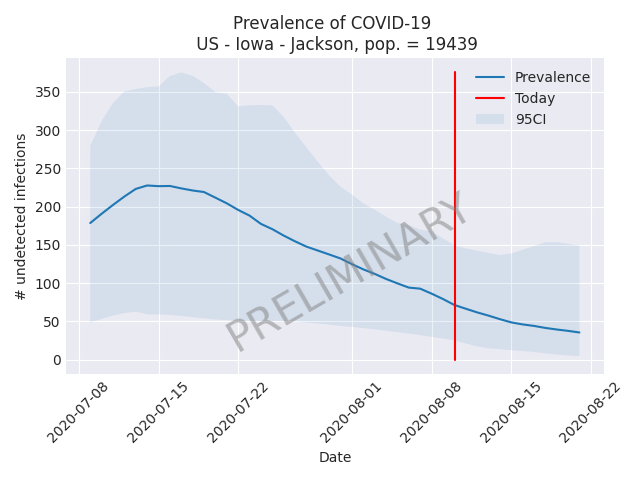 Prevalence of COVID-19
US - Iowa - Jackson, pop. = 19439
Prevalence
Today
95CI
PRELIMINARY
# undetected infections
350
300
250
200
150
100
50
0
2020-07-08
2020-07-15
2020-07-22
2020-08-01
2020-08-08
2020-08-15
2020-08-22
Date